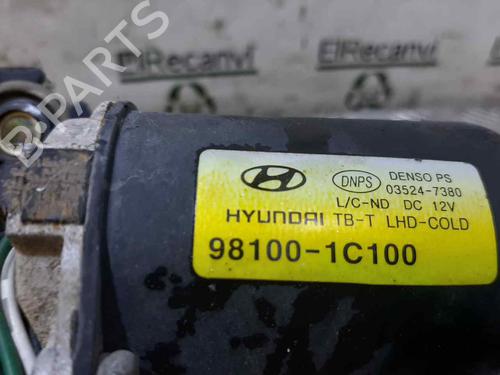 ElRecanvi
ElRecanvi
B-PARTS
DNPS
DENSO PS
03524-7380
L/C-ND DC 12V
HYUNDAI TB-T LHD-COLD
98100-1C100